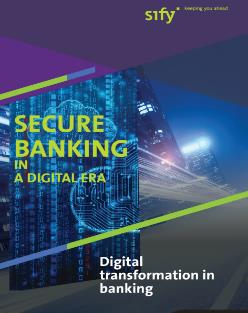 sify
keeping you ahead
SECURE
BANKING
IN
A DIGITAL ERA
Digital
transformation in
banking